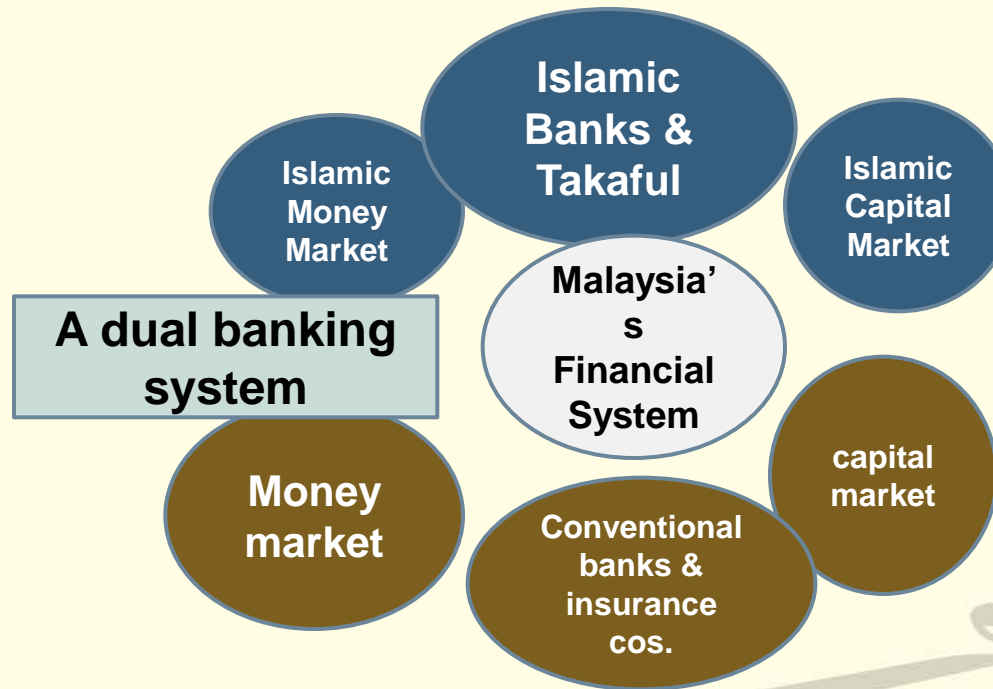 Islamic
Banks &
Takaful
Islamic
Money
Market
Islamic
Capital
Market
Malaysia’
s
Financial
System
A dual banking
system
Money
market
capital
market
Conventional
banks &
insurance
cos.